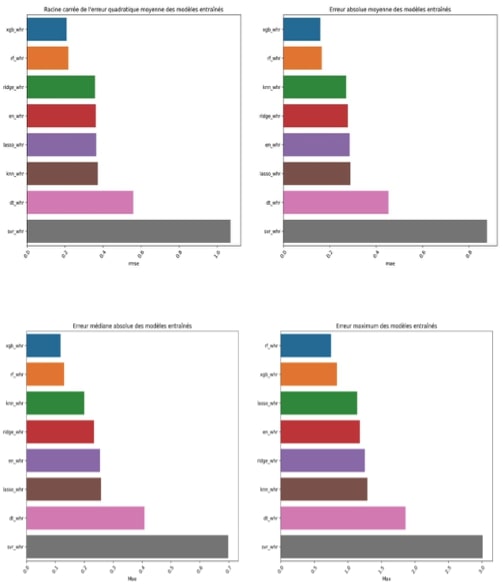 Racine carrée de l'erreur quadratique moyenne des modèles entraînés
xgb_whr
rf_whr
ridge_whr
en_whr
lasso_whr
knn_whr
dt_whr
svr_whr
0.0 0.2 0.4 0.6 0.8 1.0
rmse
Erreur absolue moyenne des modèles entraînés
xgb_whr
rf_whr
knn_whr
ridge_whr
en_whr
lasso_whr
dt_whr
svr_whr
0.0 0.2 0.4 0.6 0.8
mae
Erreur médiane absolue des modèles entraînés
xgb_whr
rf_whr
knn_whr
ridge_whr
en_whr
lasso_whr
dt_whr
svr_whr
0.0 0.1 0.2 0.3 0.4 0.5 0.6 0.7
Max
Erreur maximum des modèles entraînés
rf_whr
xgb_whr
lasso_whr
en_whr
ridge_whr
knn_whr
dt_whr
svr_whr
0.0 0.5 1.0 1.5 2.0 2.5 3.0
Max